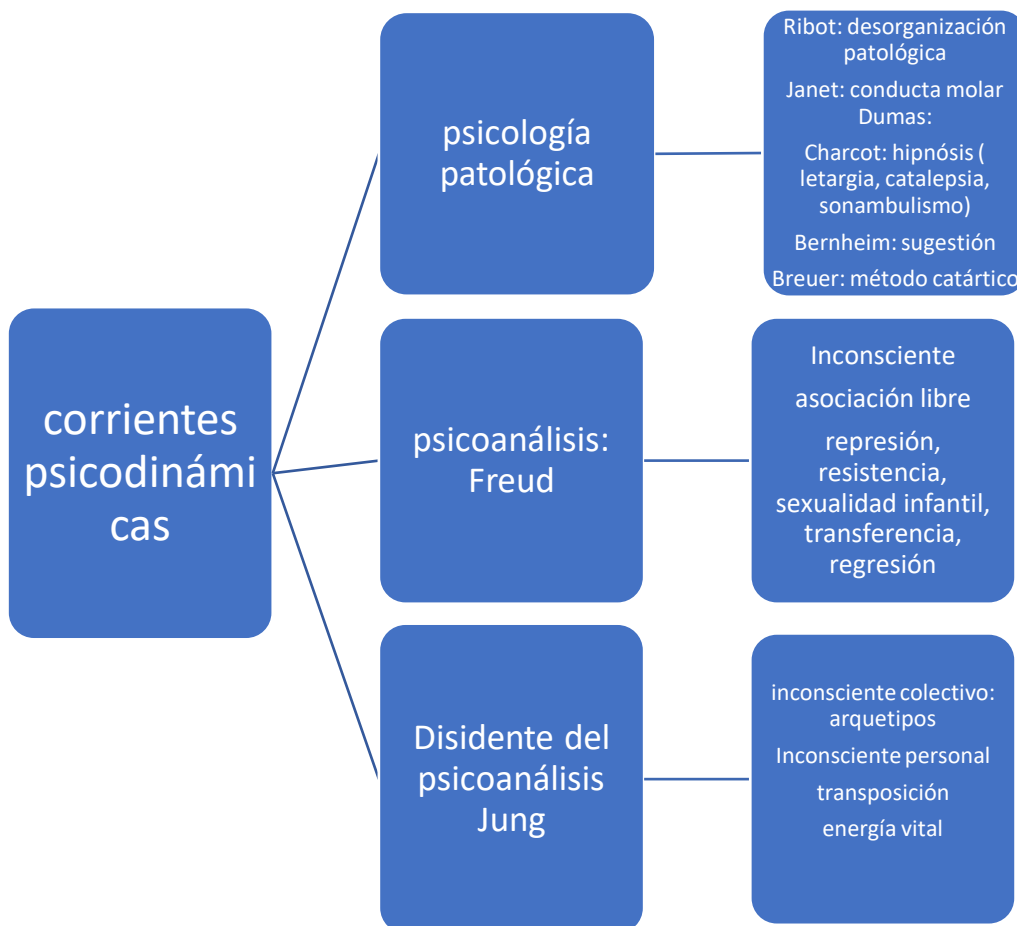 corrientes
psicodinámi
cas
psicología
patológica
Ribot: desorganización
patológica
Janet: conducta molar
Dumas:
Charcot: hipnósis (
letargia, catalepsia,
sonambulismo)
Bernheim: sugestión
Breuer: método catártico
psicoanálisis:
Freud
Inconsciente
asociación libre
represión,
resistencia,
sexualidad infantil,
transferencia,
regresión
Disidente del
psicoanálisis
Jung
inconsciente colectivo:
arquetipos
Inconsciente personal
transposición
energía vital